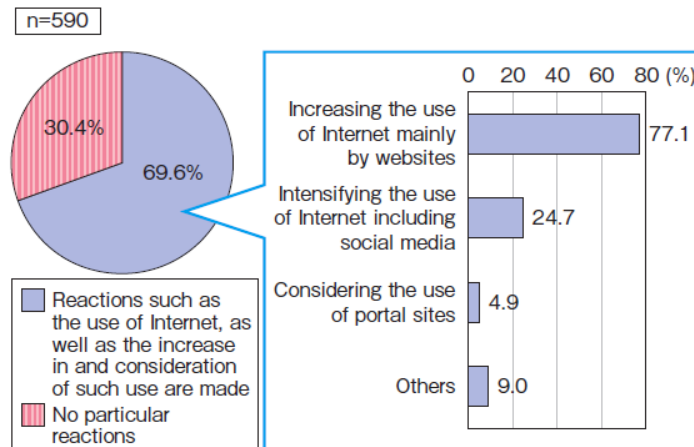 n=590
30.4%
69.6%
Reactions such as
the use of Internet, as
well as the increase
in and consideration
of such use are made
No particular
reactions
0 20 40 60 80 (%)
Increasing the use
of Internet mainly
by websites
77.1
Intensifying the use
of Internet including
social media
24.7
Considering the use
of portal sites
4.9
Others
9.0